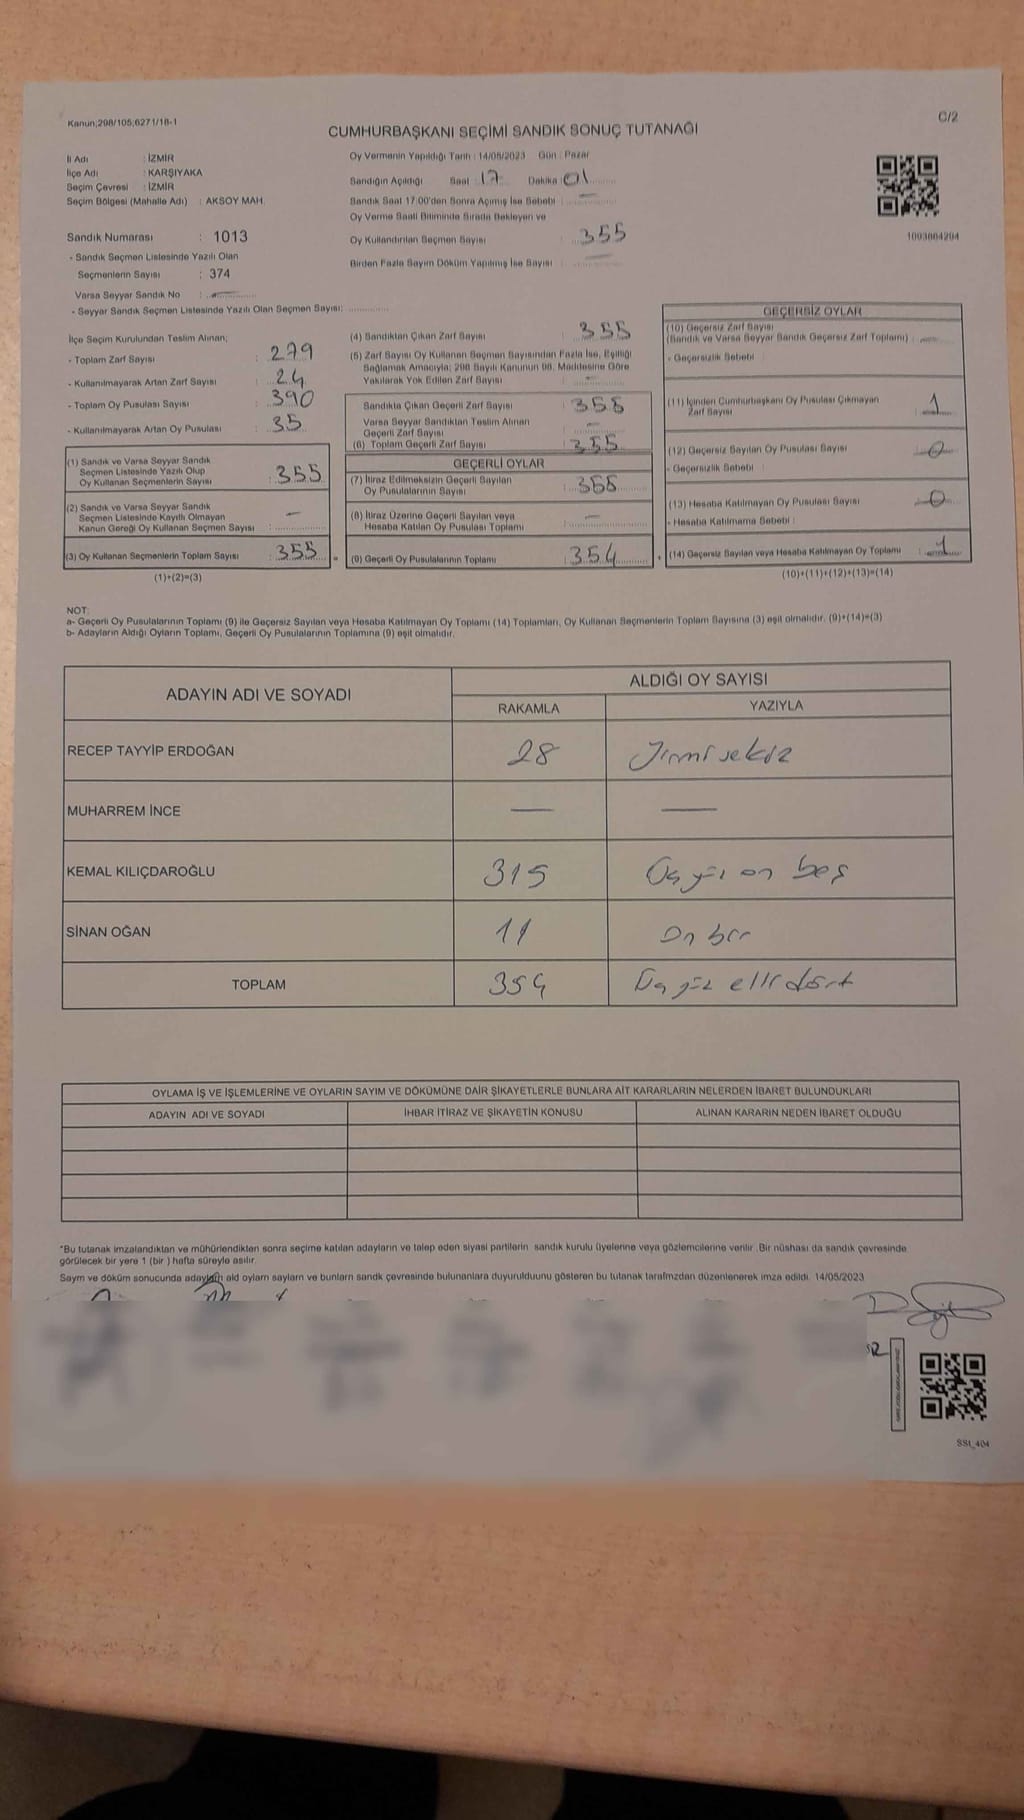 Kanun;298/105;6271/18-1
C/2
CUMHURBAŞKANI SEÇİMİ SANDIK SONUÇ TUTANAĞI
İl Adı : İZMİR
İlçe Adı : KARŞIYAKA
Seçim Çevresi : İZMİR
Seçim Bölgesi (Mahalle Adı) : AKSOY MAH.
Oy Vermenin Yapıldığı Tarih : 14/05/2023 Gün : Pazar
Sandığın Açıldığı Saat 17 Dakika 01
Sandık Saat 17:00'den Sonra Açımış İse Sebebi : —
Oy Verme Saati Bitiminde Sırada Bekleyen ve
Oy Kullandırılan Seçmen Sayısı : 355
Birden Fazla Sayım Döküm Yapılmış İse Sayısı : —
1003804204
Sandık Numarası : 1013
- Sandık Seçmen Listesinde Yazılı Olan
Seçmenlerin Sayısı : 374
Varsa Seyyar Sandık No : —
- Seyyar Sandık Seçmen Listesinde Yazılı Olan Seçmen Sayısı:
İlçe Seçim Kurulundan Teslim Alınan;
- Toplam Zarf Sayısı : 279
- Kullanılmayarak Artan Zarf Sayısı : 24
- Toplam Oy Pusulası Sayısı : 390
- Kullanılmayarak Artan Oy Pusulası : 35
(1) Sandık ve Varsa Seyyar Sandık
Seçmen Listesinde Yazılı Olup
Oy Kullanan Seçmenlerin Sayısı : 355
(2) Sandık ve Varsa Seyyar Sandık
Seçmen Listesinde Kayıtlı Olmayan
Kanun Gereği Oy Kullanan Seçmen Sayısı : —
(3) Oy Kullanan Seçmenlerin Toplam Sayısı : 355
(1)+(2)=(3)
(4) Sandıktan Çıkan Zarf Sayısı : 355
(5) Zarf Sayısı Oy Kullanan Seçmen Sayısından Fazla İse, Eşitliği
Sağlamak Amacıyla; 298 Sayılı Kanunun 98. Maddesine Göre
Yakılarak Yok Edilen Zarf Sayısı : —
Sandıkta Çıkan Geçerli Zarf Sayısı : 355
Varsa Seyyar Sandıktan Teslim Alınan
Geçerli Zarf Sayısı : —
(6) Toplam Geçerli Zarf Sayısı : 355
GEÇERLİ OYLAR
(7) İtiraz Edilmeksizin Geçerli Sayılan
Oy Pusulalarının Sayısı :
(8) İtiraz Üzerine Geçerli Sayılan veya
Hesaba Katılan Oy Pusulası Toplamı : —
(9) Geçerli Oy Pusulalarının Toplamı : 354
GEÇERSİZ OYLAR
(10) Geçersiz Zarf Sayısı
(Sandık ve Varsa Seyyar Sandık Geçersiz Zarf Toplamı) : —
- Geçersizlik Sebebi :
(11) İçinden Cumhurbaşkanı Oy Pusulası Çıkmayan
Zarf Sayısı : 1
(12) Geçersiz Sayılan Oy Pusulası Sayısı : 0
- Geçersizlik Sebebi :
(13) Hesaba Katılmayan Oy Pusulası Sayısı : 0
- Hesaba Katılmama Sebebi :
(14) Geçersiz Sayılan veya Hesaba Katılmayan Oy Toplamı : 1
(10)+(11)+(12)+(13)=(14)
NOT:
a- Geçerli Oy Pusulalarının Toplamı (9) ile Geçersiz Sayılan veya Hesaba Katılmayan Oy Toplamı (14) Toplamları, Oy Kullanan Seçmenlerin Toplam Sayısına (3) eşit olmalıdır. (9)+(14)=(3)
b- Adayların Aldığı Oyların Toplamı, Geçerli Oy Pusulalarının Toplamına (9) eşit olmalıdır.
ADAYIN ADI VE SOYADI
ALDIĞI OY SAYISI
RAKAMLA YAZIYLA
RECEP TAYYİP ERDOĞAN 28 Yirmi sekiz
MUHARREM İNCE — —
KEMAL KILIÇDAROĞLU 315 Üç yüz on beş
SİNAN OĞAN 11 On bir
TOPLAM 354 Üç yüz elli dört
OYLAMA İŞ VE İŞLEMLERİNE VE OYLARIN SAYIM VE DÖKÜMÜNE DAİR ŞİKAYETLERLE BUNLARA AİT KARARLARIN NELERDEN İBARET BULUNDUKLARI
ADAYIN ADI VE SOYADI İHBAR İTİRAZ VE ŞİKAYETİN KONUSU ALINAN KARARIN NEDEN İBARET OLDUĞU
*Bu tutanak imzalandıktan ve mühürlendikten sonra seçime katılan adayların ve talep eden siyasi partilerin sandık kurulu üyelerine veya gözlemcilerine verilir. Bir nüshası da sandık çevresinde
görülecek bir yere 1 (bir ) hafta süreyle asılır.
Saym ve döküm sonucunda adaylarn ald oylarn saylarn ve bunlarn sandk çevresinde bulunanlara duyurulduunu gösteren bu tutanak tarafmzdan düzenlenerek imza edildi. 14/05/2023
SSt_404